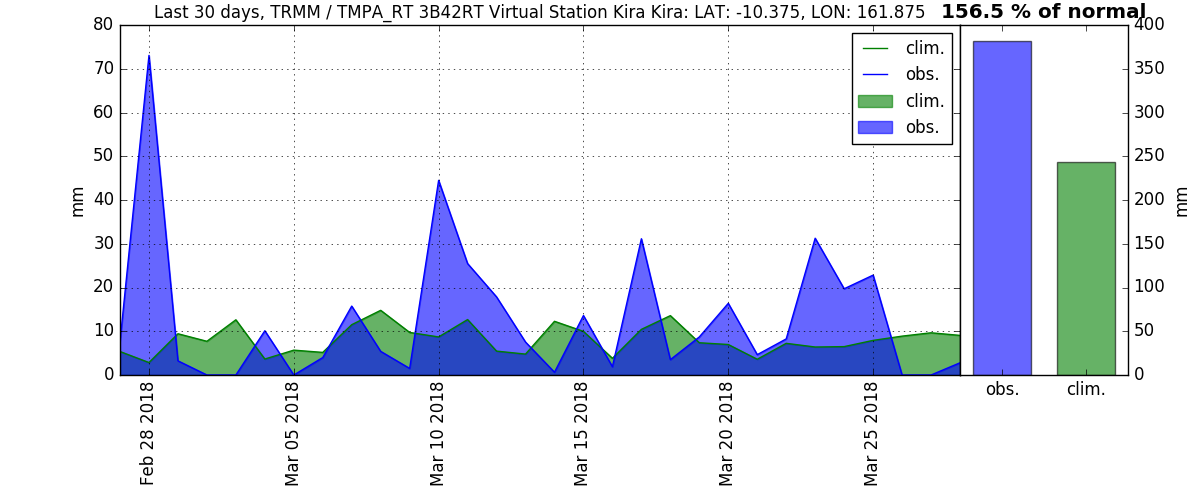 Last 30 days, TRMM / TMPA_RT 3B42RT Virtual Station Kira Kira: LAT: -10.375, LON: 161.875
156.5 % of normal
80
70
60
50
40
30
20
10
0
mm
clim.
obs.
clim.
obs.
Feb 28 2018
Mar 05 2018
Mar 10 2018
Mar 15 2018
Mar 20 2018
Mar 25 2018
400
350
300
250
200
150
100
50
0
mm
obs.
clim.